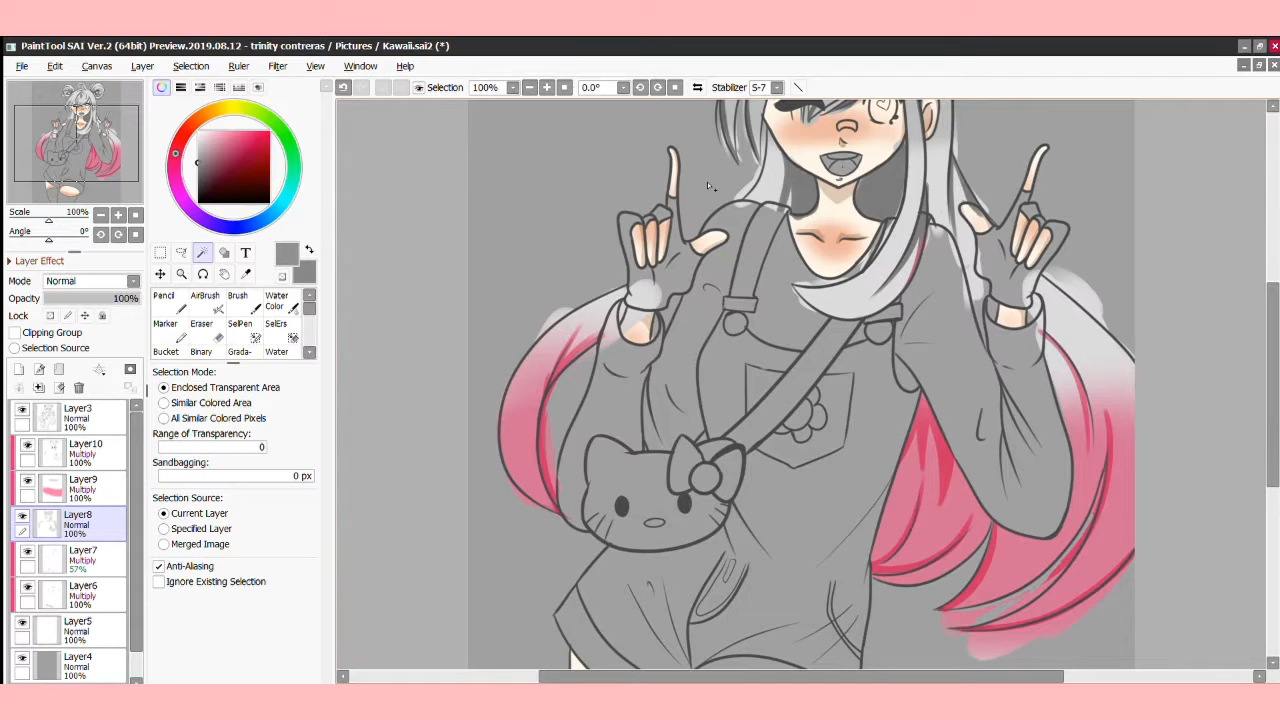 PaintTool SAI Ver.2 (64bit) Preview.2019.08.12 - trinity contreras / Pictures / Kawaii.sai2 (*)
File Edit Canvas Layer Selection Ruler Filter View Window Help
Selection 100% 0.0° Stabilizer S-7
Scale 100%
Angle 0°
Layer Effect
Mode Normal
Opacity 100%
Lock
Clipping Group
Selection Source
Layer3
Normal
100%
Layer10
Multiply
100%
Layer9
Multiply
100%
Layer8
Normal
100%
Layer7
Multiply
57%
Layer6
Multiply
100%
Layer5
Normal
100%
Layer4
Normal
100%
T
Pencil AirBrush Brush Water Color
Marker Eraser SelPen SelErs
Bucket Binary Grada- Water
Selection Mode:
Enclosed Transparent Area
Similar Colored Area
All Similar Colored Pixels
Range of Transparency:
0
Sandbagging:
0 px
Selection Source:
Current Layer
Specified Layer
Merged Image
Anti-Aliasing
Ignore Existing Selection